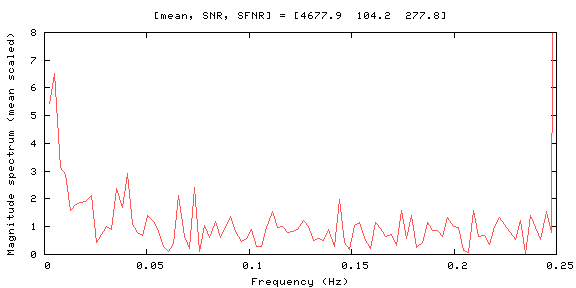 [mean, SNR, SFNR] = [4677.9  104.2  277.8]
Magnitude spectrum (mean scaled)
8
7
6
5
4
3
2
1
0
0 0.05 0.1 0.15 0.2 0.25
Frequency (Hz)